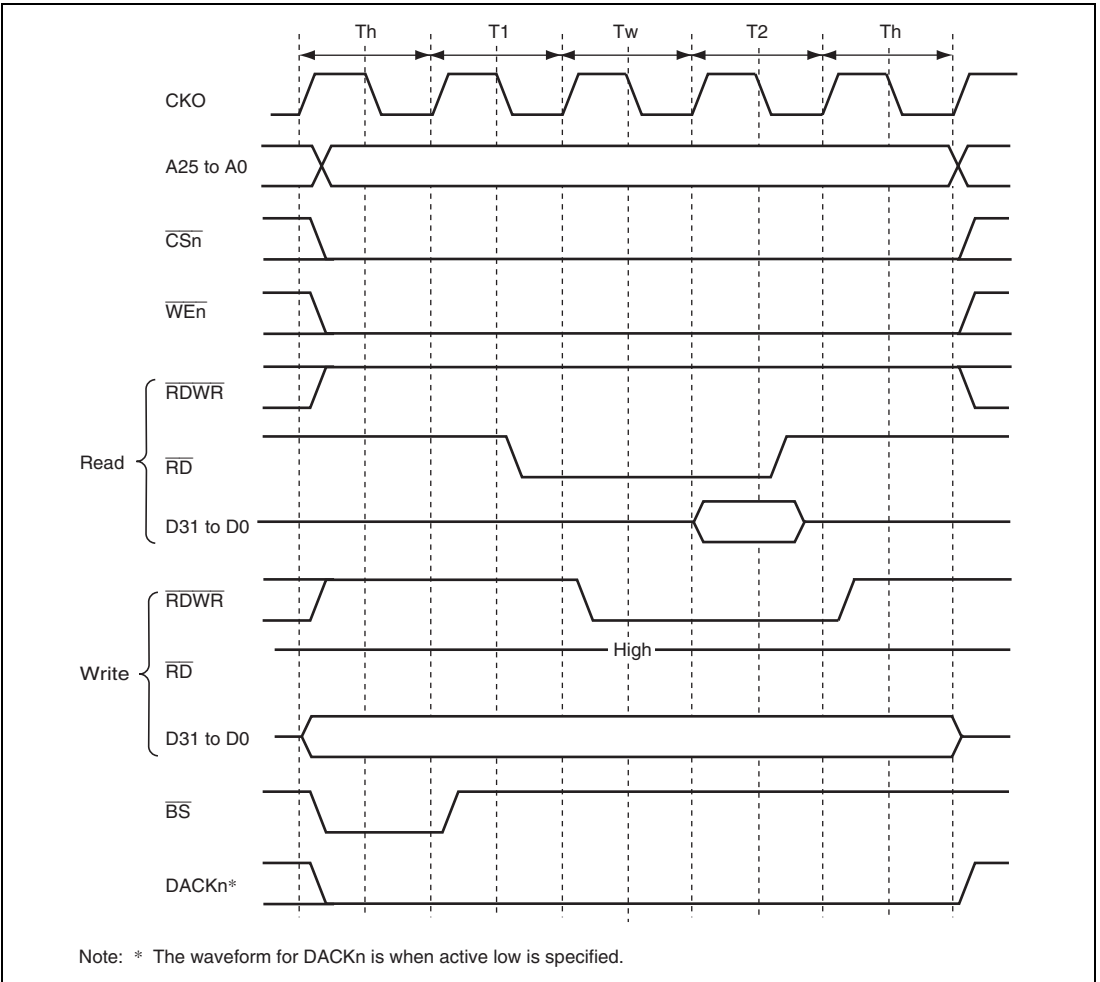 Th T1 Tw T2 Th
CKO
A25 to A0
CSn
WEn
RDWR
RD
Read
D31 to D0
RDWR
High
Write
RD
D31 to D0
BS
DACKn*
Note: * The waveform for DACKn is when active low is specified.